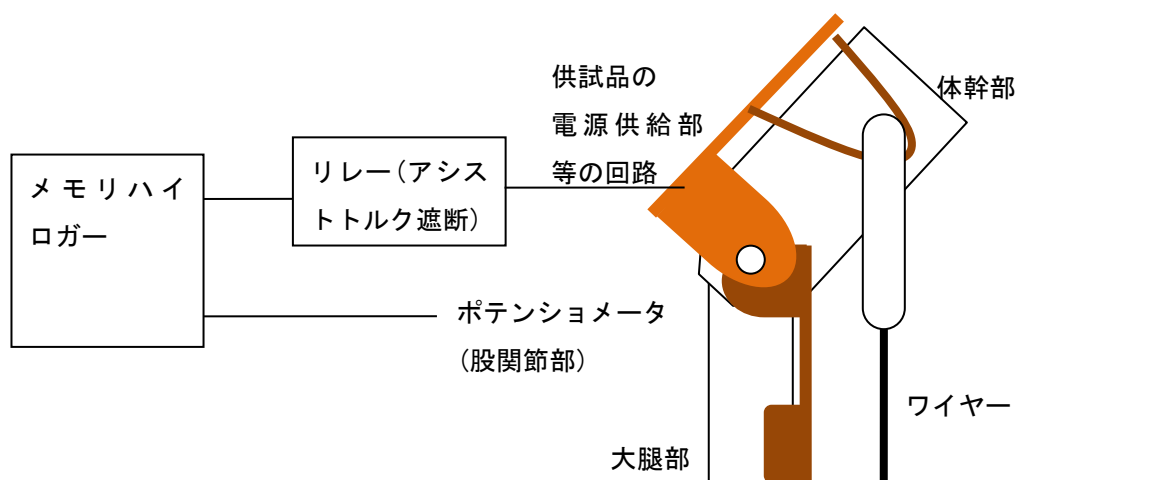 メモリハイ
ロガー
リレー（アシス
トトルク遮断）
供試品の
電源供給部
等の回路
体幹部
ポテンショメータ
（股関節部）
ワイヤー
大腿部